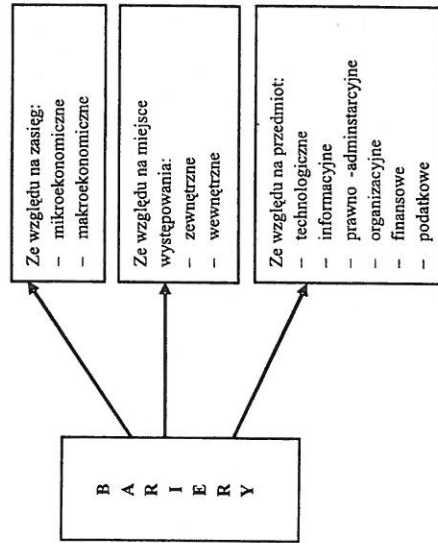 B
A
R
I
E
R
Y
Ze względu na zasięg:
– mikroekonomiczne
– makroekonomiczne
Ze względu na miejsce
występowania:
– zewnętrzne
– wewnętrzne
Ze względu na przedmiot:
– technologiczne
– informacyjne
– prawno -adminstarcyjne
– organizacyjne
– finansowe
– podatkowe